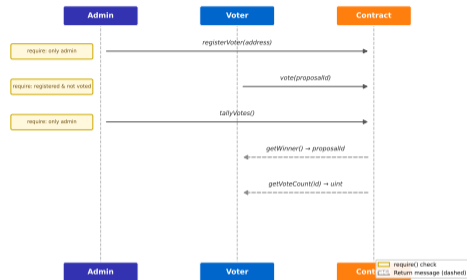 Admin
Voter
Contract
registerVoter(address)
require: only admin
vote(proposalId)
require: registered & not voted
tallyVotes()
require: only admin
getWinner() → proposalId
getVoteCount(id) → uint
Admin
Voter
require() check
Return message (dashed)